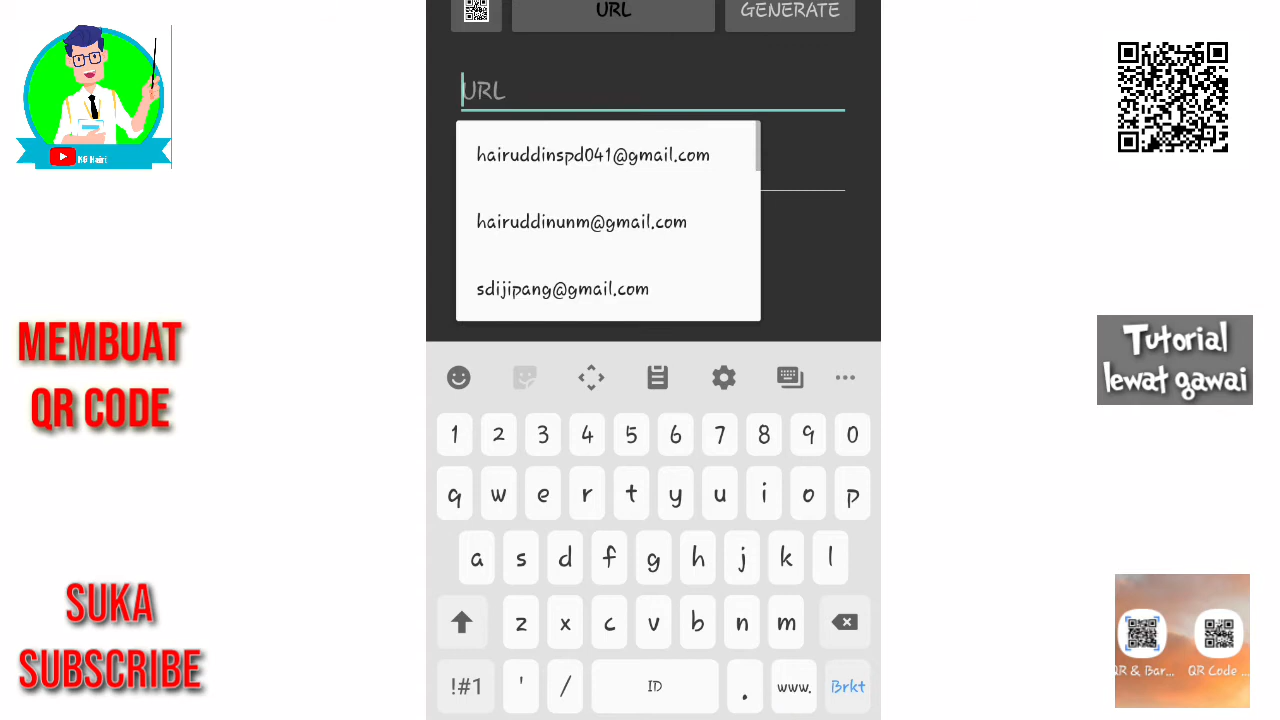 KG Hairi
MEMBUAT
QR CODE
SUKA
SUBSCRIBE
URL
GENERATE
URL
hairuddinspd041@gmail.com
hairuddinunm@gmail.com
sdijipang@gmail.com
1 2 3 4 5 6 7 8 9 0
q w e r t y u i o p
a s d f g h j k l
z x c v b n m
!#1 ' / ID . www. Brkt
Tutorial
lewat gawai
QR & Bar... QR Code ...